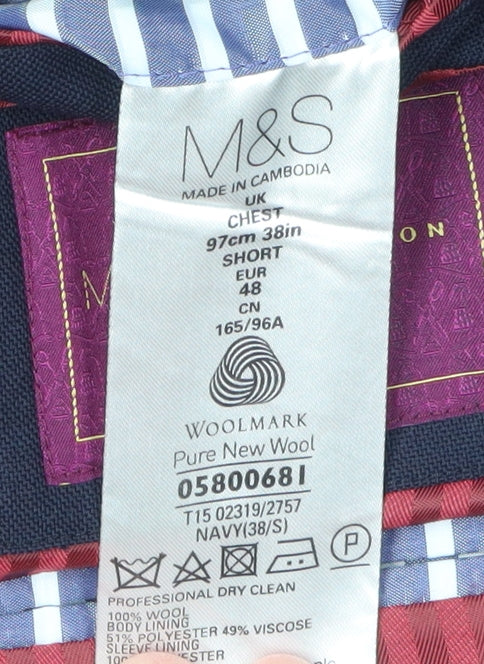 M&S
MADE IN CAMBODIA
UK
CHEST
97cm 38in
SHORT
EUR
48
CN
165/96A
WOOLMARK
Pure New Wool
05800681
T15 02319/2757
NAVY(38/S)
P
PROFESSIONAL DRY CLEAN
100% WOOL
BODY LINING
51% POLYESTER 49% VISCOSE
SLEEVE LINING